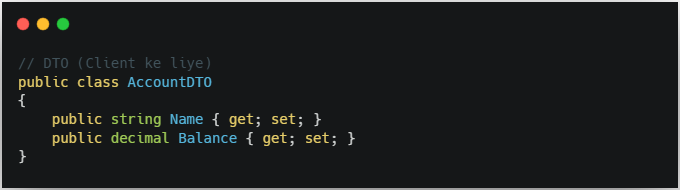 // DTO (Client ke liye)
public class AccountDTO
{
    public string Name { get; set; }
    public decimal Balance { get; set; }
}